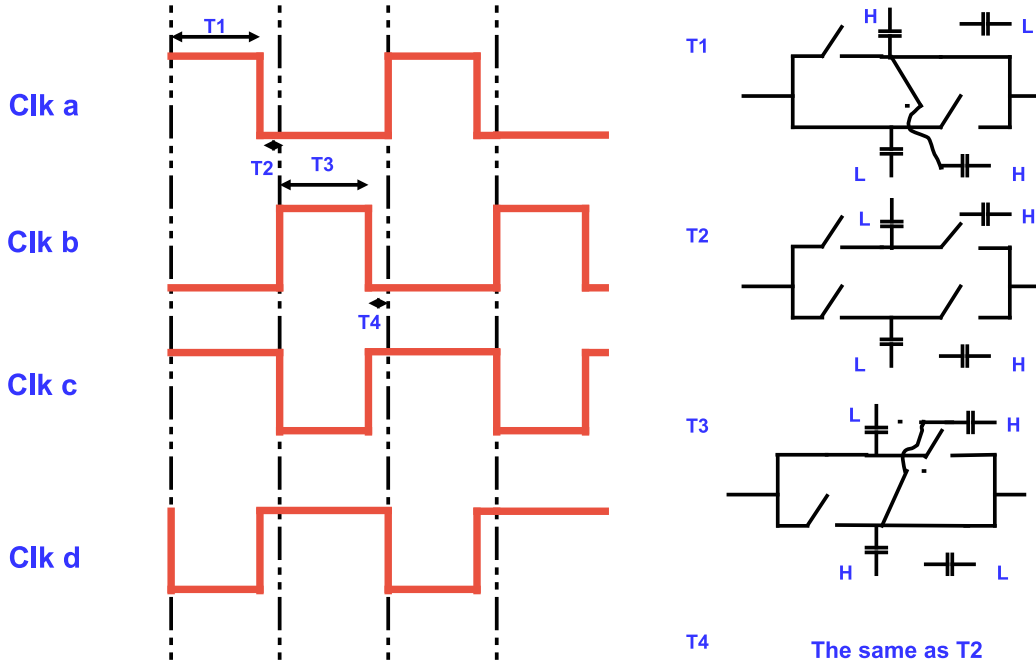 T1
Clk a
T2
T3
Clk b
T4
Clk c
Clk d
T1
H
L
L
H
T2
L
H
L
H
T3
L
H
H
L
T4
The same as T2